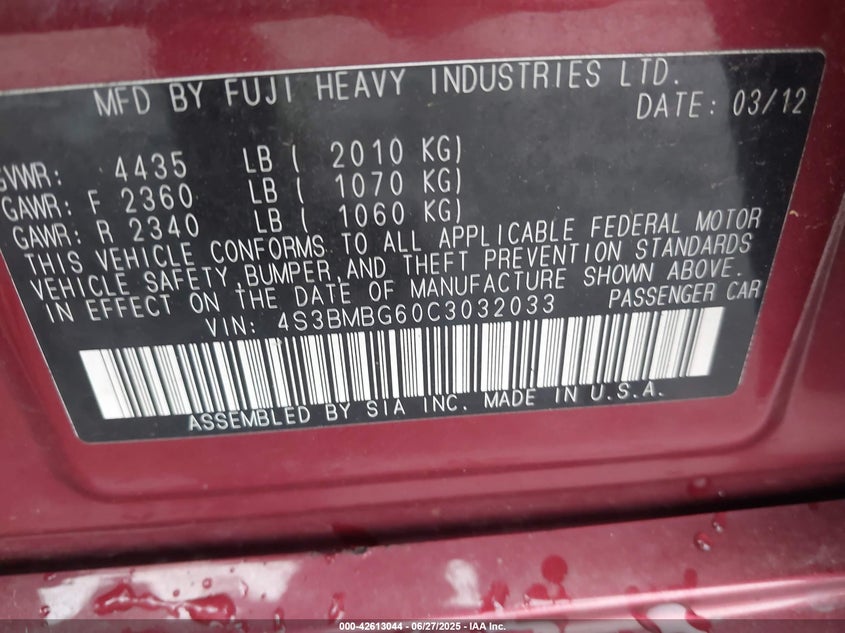 MFD BY FUJI HEAVY INDUSTRIES LTD.
DATE: 03/12
GVWR: 4435 LB ( 2010 KG)
GAWR: F 2360 LB ( 1070 KG)
GAWR: R 2340 LB ( 1060 KG)
THIS VEHICLE CONFORMS TO ALL APPLICABLE FEDERAL MOTOR
VEHICLE SAFETY,BUMPER,AND THEFT PREVENTION STANDARDS
IN EFFECT ON THE DATE OF MANUFACTURE SHOWN ABOVE.
VIN: 4S3BMBG60C3032033 PASSENGER CAR
ASSEMBLED BY SIA INC. MADE IN U.S.A.
000-42613044 | 06/27/2025 - IAA Inc.